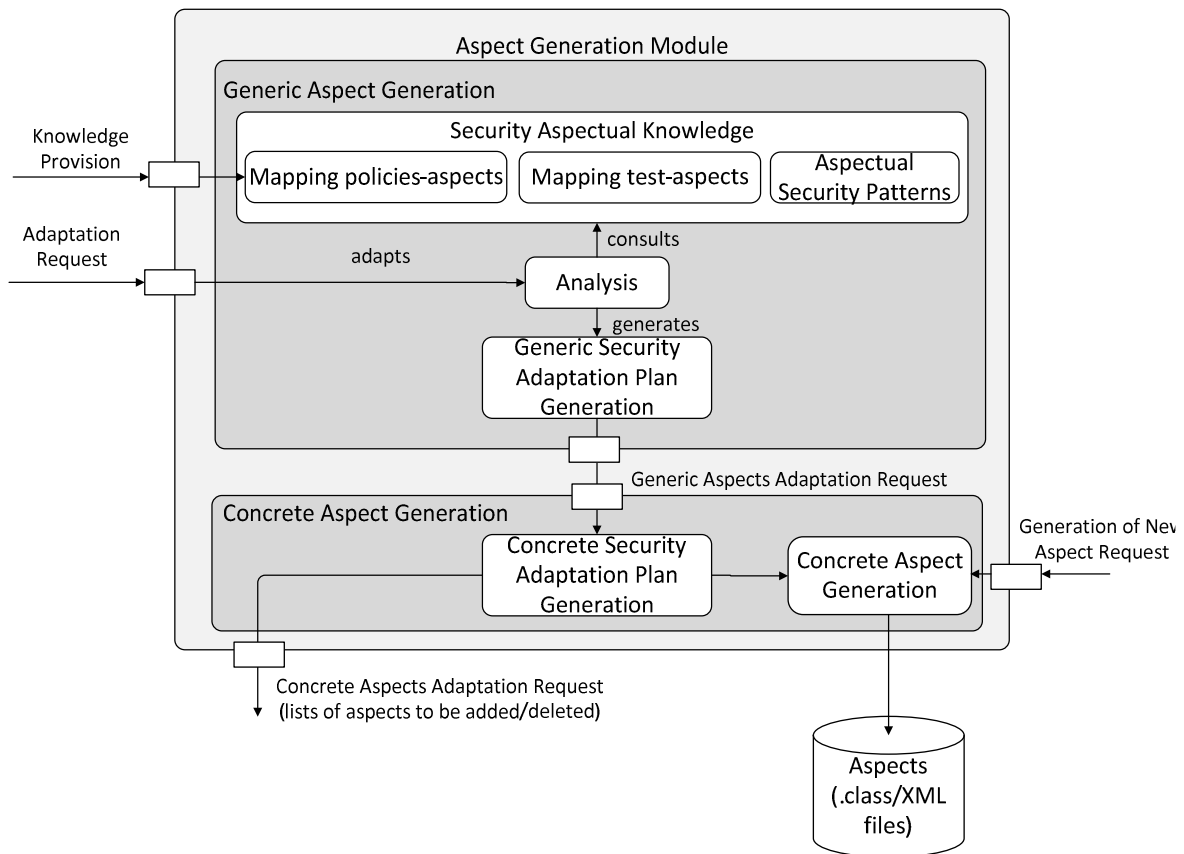 Aspect Generation Module
Generic Aspect Generation
Security Aspectual Knowledge
Knowledge
Provision
Mapping policies-aspects
Mapping test-aspects
Aspectual
Security Patterns
Adaptation
Request
adapts
consults
Analysis
generates
Generic Security
Adaptation Plan
Generation
Generic Aspects Adaptation Request
Concrete Aspect Generation
Concrete Security
Adaptation Plan
Generation
Concrete Aspect
Generation
Generation of
Aspect Request
Concrete Aspects Adaptation Request
(lists of aspects to be added/deleted)
Aspects
(.class/XML
files)